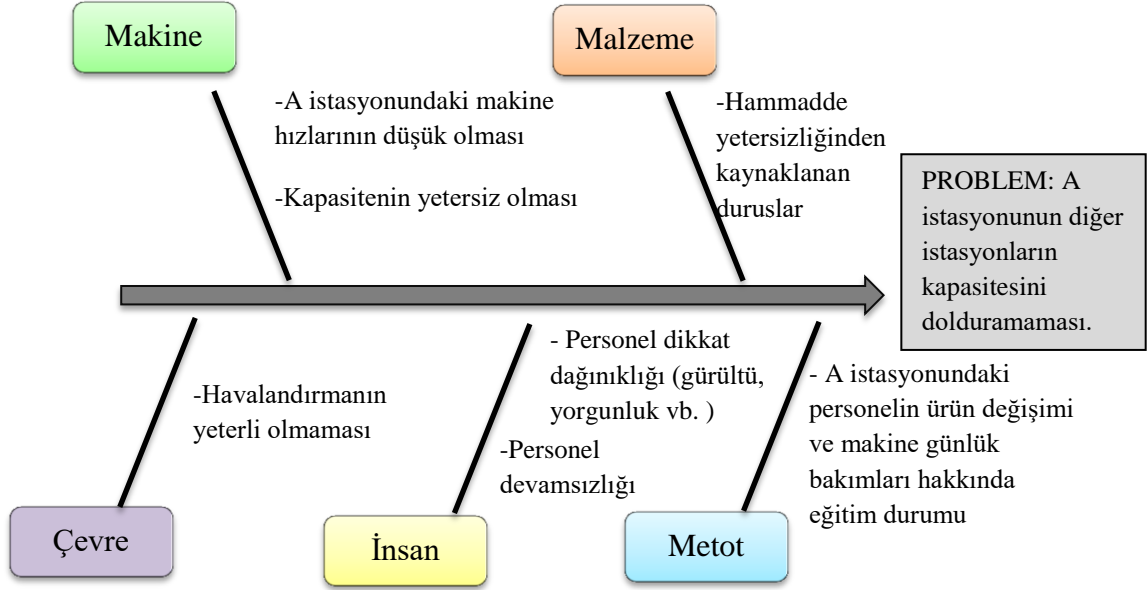 Makine
Malzeme
-A istasyonundaki makine
hızlarının düşük olması
-Kapasitenin yetersiz olması
-Hammadde
yetersizliğinden
kaynaklanan
duruslar
PROBLEM: A
istasyonunun diğer
istasyonların
kapasitesini
dolduramaması.
-Havalandırmanın
yeterli olmaması
- Personel dikkat
dağınıklığı (gürültü,
yorgunluk vb. )
-Personel
devamsızlığı
- A istasyonundaki
personelin ürün değişimi
ve makine günlük
bakımları hakkında
eğitim durumu
Çevre
İnsan
Metot